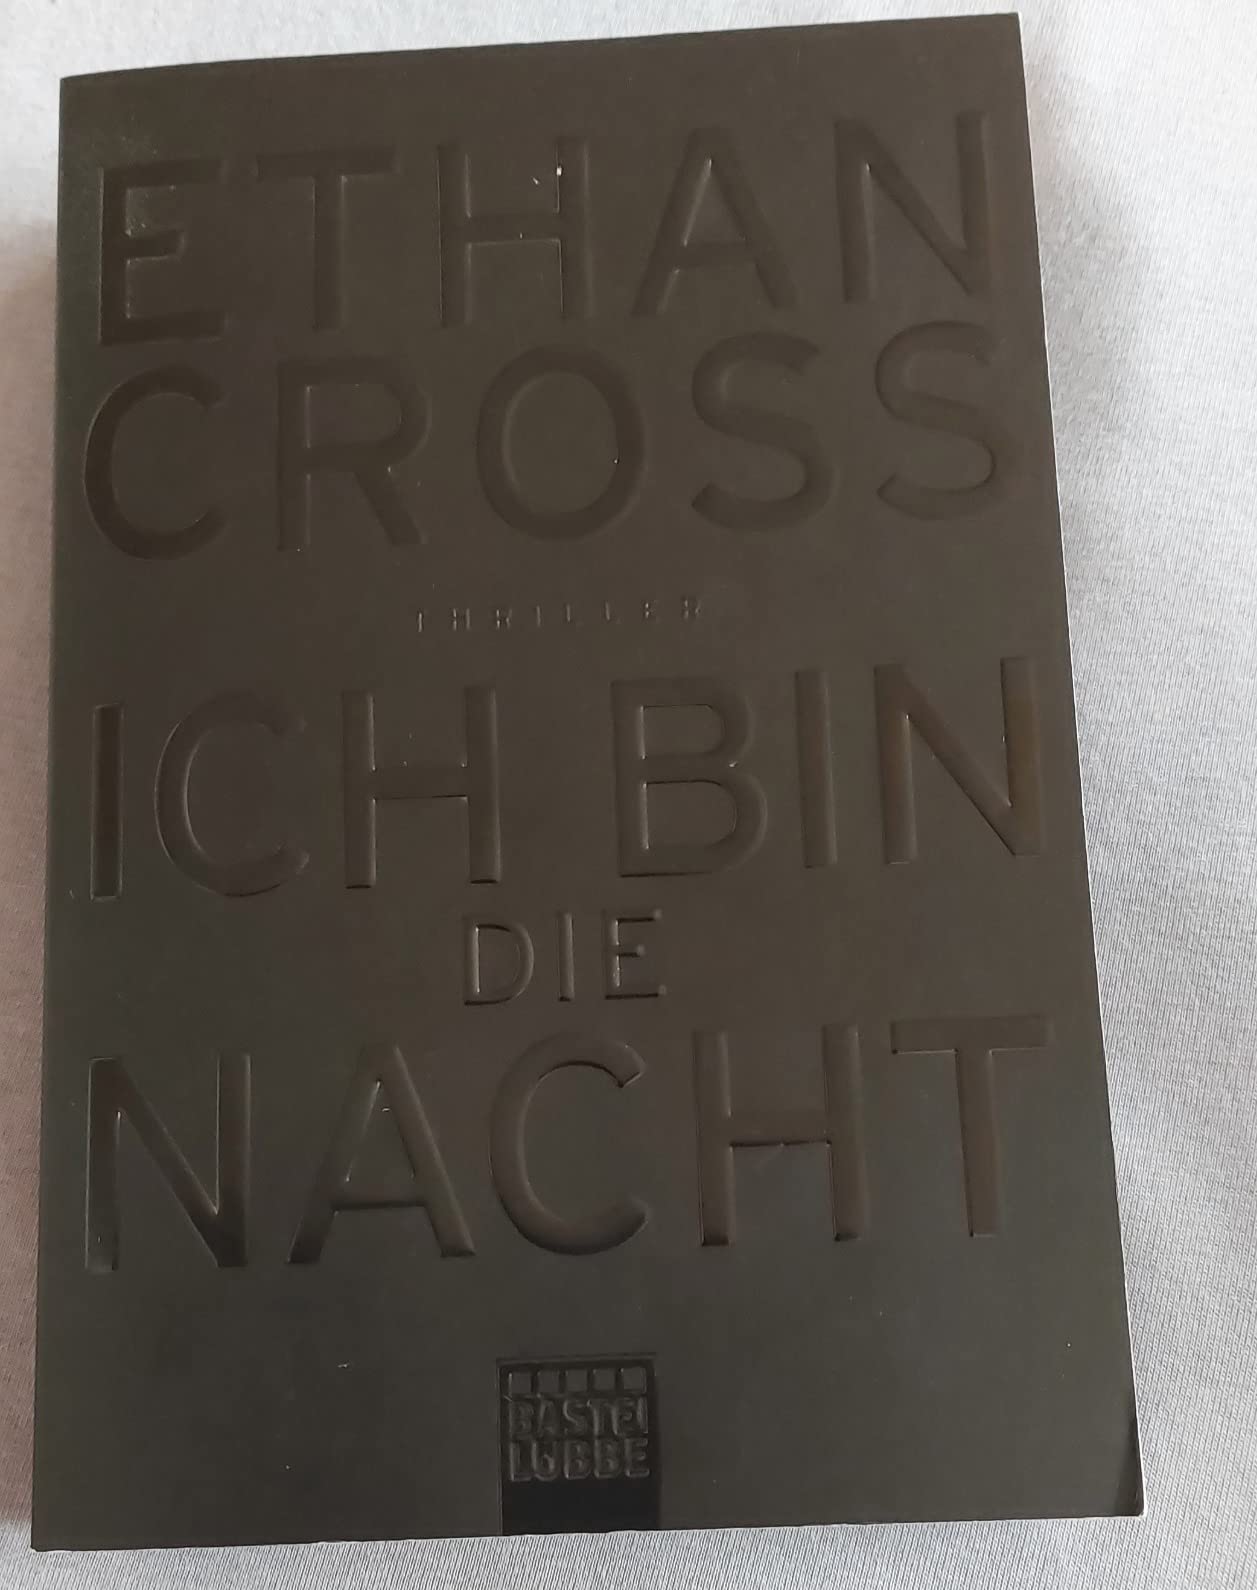 ETHAN
CROSS
THRILLER
ICH BIN
DIE
NACHT
BASTEI
LÜBBE